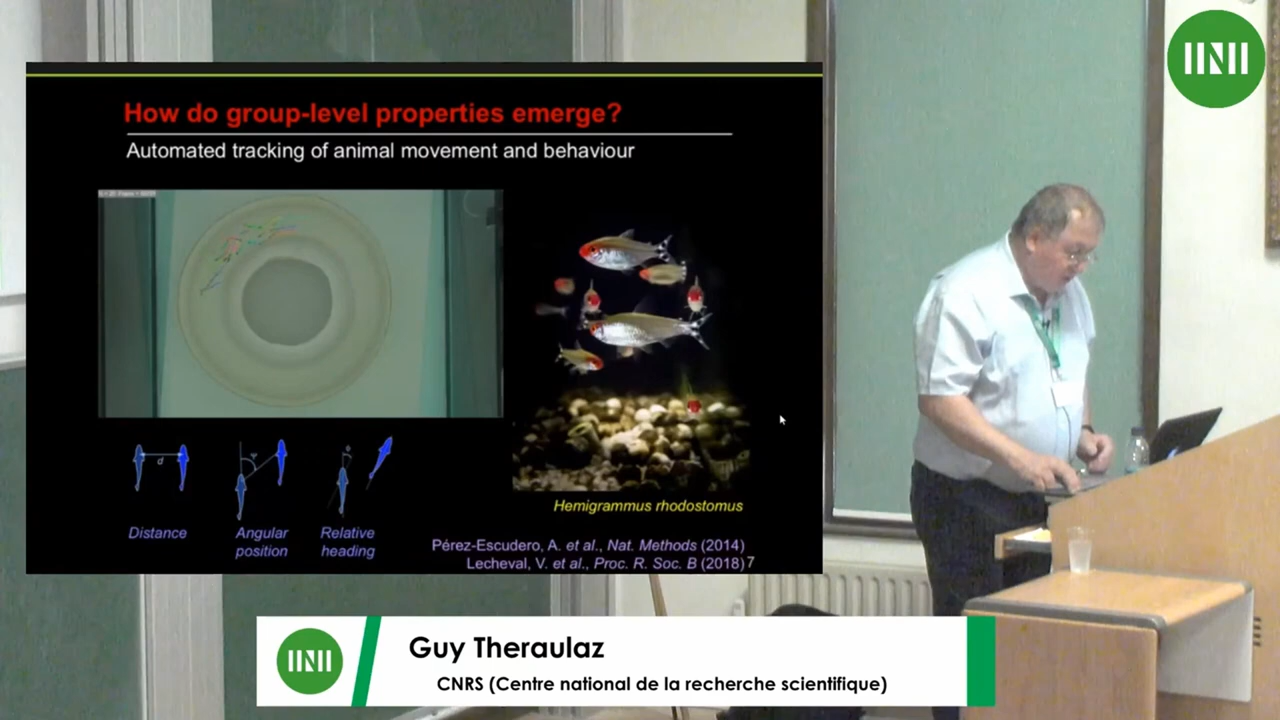 How do group-level properties emerge?
Automated tracking of animal movement and behaviour
d
Distance
Angular
position
Relative
heading
Hemigrammus rhodostomus
Pérez-Escudero, A. et al., Nat. Methods (2014)
Lecheval, V. et al., Proc. R. Soc. B (2018) 7
Guy Theraulaz
CNRS (Centre national de la recherche scientifique)